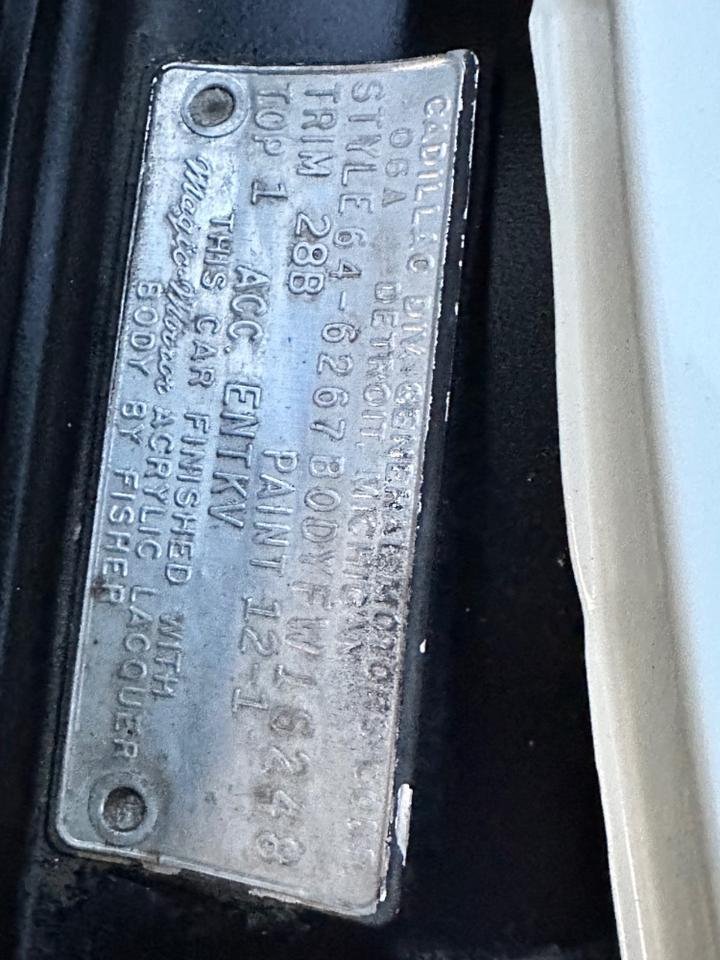 CADILLAC DIV. GENERAL MOTORS CORP.
06A DETROIT, MICHIGAN
STYLE 64-6267 BODY FW 16248
TRIM 28B PAINT 12-1
TOP 1 ACC ENTKV
THIS CAR FINISHED WITH
Magic-Mirror ACRYLIC LACQUER
BODY BY FISHER